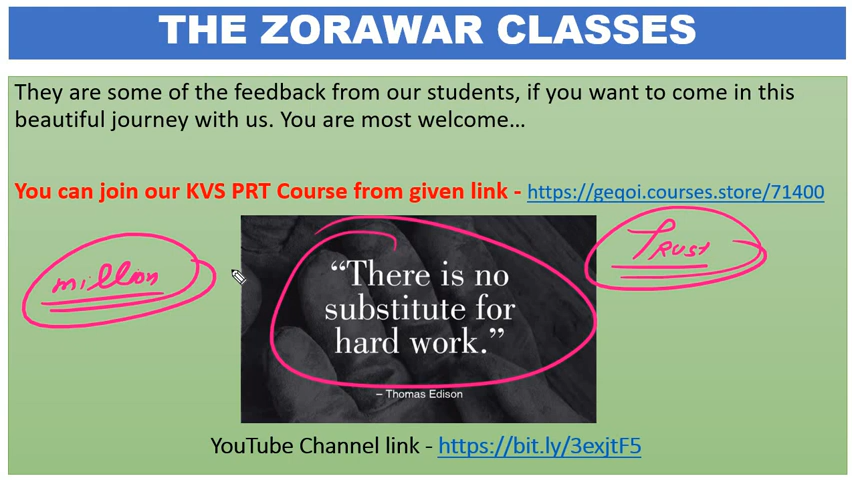 THE ZORAWAR CLASSES
They are some of the feedback from our students, if you want to come in this
beautiful journey with us. You are most welcome...
You can join our KVS PRT Course from given link - https://geqoi.courses.store/71400
million
Trust
“There is no
substitute for
hard work.”
– Thomas Edison
YouTube Channel link - https://bit.ly/3exjtF5